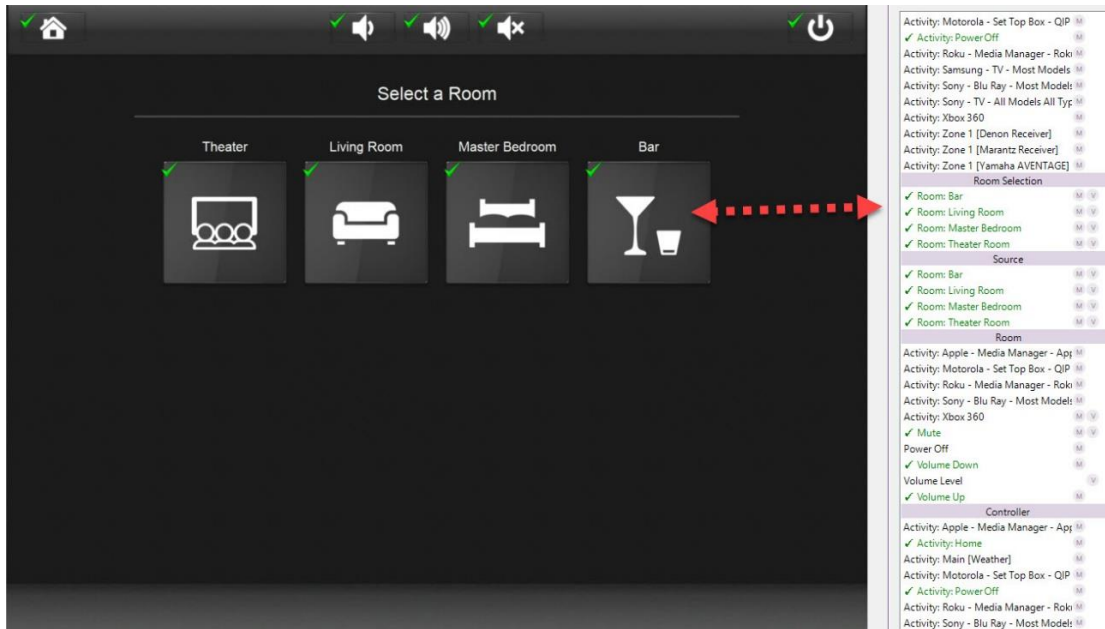 Select a Room
Theater
Living Room
Master Bedroom
Bar
Activity: Motorola - Set Top Box - QIP M
✓ Activity: PowerOff M
Activity: Roku - Media Manager - Roku M
Activity: Samsung - TV - Most Models M
Activity: Sony - Blu Ray - Most Models M
Activity: Sony - TV - All Models All Typ M
Activity: Xbox 360 M
Activity: Zone 1 [Denon Receiver] M
Activity: Zone 1 [Marantz Receiver] M
Activity: Zone 1 [Yamaha AVENTAGE] M
Room Selection
✓ Room: Bar M V
✓ Room: Living Room M V
✓ Room: Master Bedroom M V
✓ Room: Theater Room M V
Source
✓ Room: Bar M V
✓ Room: Living Room M V
✓ Room: Master Bedroom M V
✓ Room: Theater Room M V
Room
Activity: Apple - Media Manager - App M
Activity: Motorola - Set Top Box - QIP M
Activity: Roku - Media Manager - Roku M
Activity: Sony - Blu Ray - Most Models M
Activity: Xbox 360 M V
✓ Mute M V
Power Off M
✓ Volume Down M
Volume Level V
✓ Volume Up M
Controller
Activity: Apple - Media Manager - App M
✓ Activity: Home M
Activity: Main [Weather] M
Activity: Motorola - Set Top Box - QIP M
✓ Activity: PowerOff M
Activity: Roku - Media Manager - Roku M
Activity: Sony - Blu Ray - Most Models M